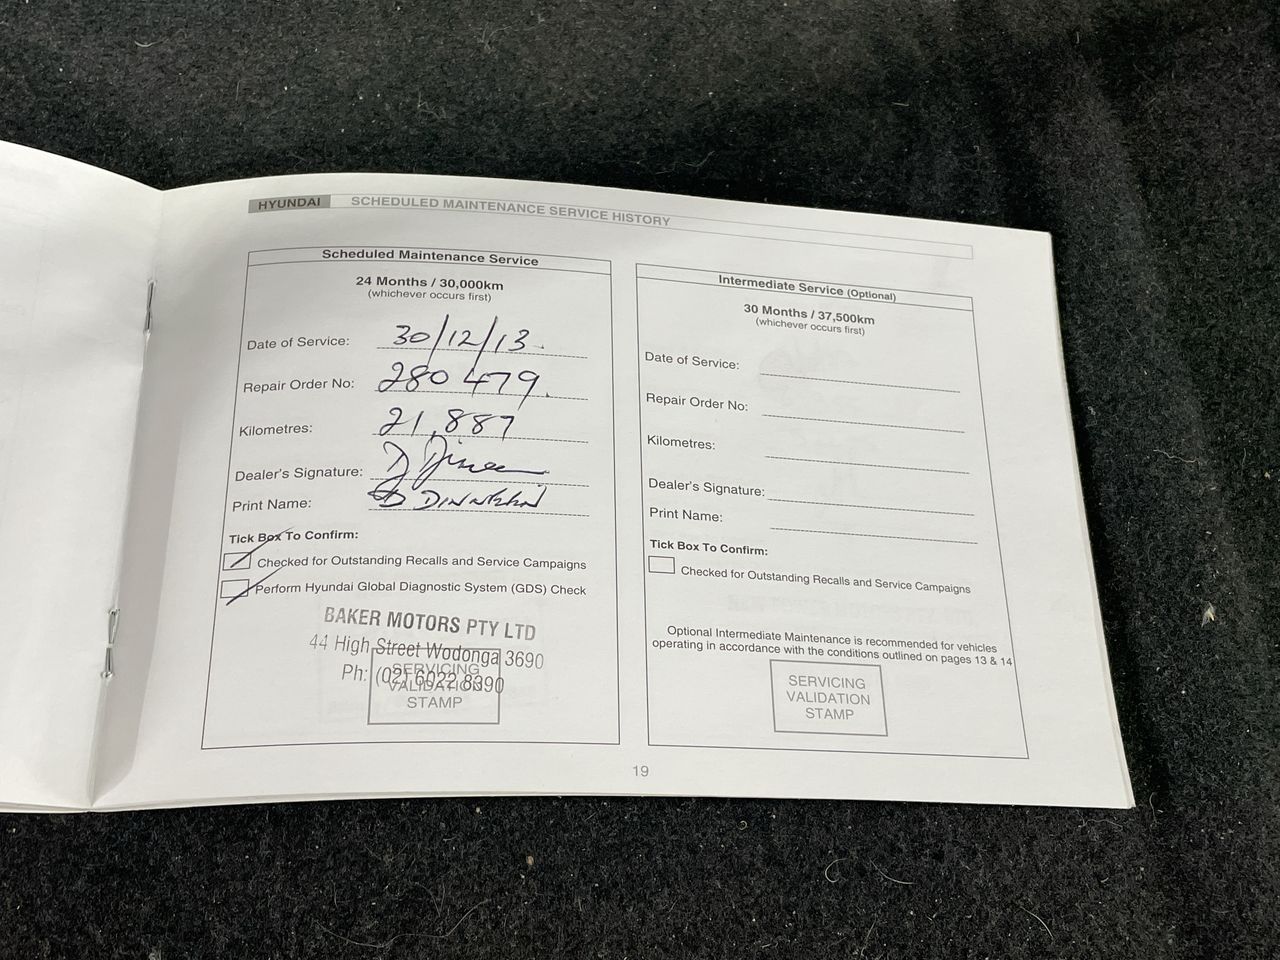 HYUNDAI SCHEDULED MAINTENANCE SERVICE HISTORY
Scheduled Maintenance Service
24 Months / 30,000km
(whichever occurs first)
Date of Service: 30/12/13.
Repair Order No: 280479.
Kilometres: 21,887
Dealer's Signature:
Print Name: D DINNEEN
Tick Box To Confirm:
Checked for Outstanding Recalls and Service Campaigns
Perform Hyundai Global Diagnostic System (GDS) Check
BAKER MOTORS PTY LTD
44 High Street Wodonga 3690
Ph: (02) 6022 8390
SERVICING
VALIDATION
STAMP
Intermediate Service (Optional)
30 Months / 37,500km
(whichever occurs first)
Date of Service:
Repair Order No:
Kilometres:
Dealer's Signature:
Print Name:
Tick Box To Confirm:
Checked for Outstanding Recalls and Service Campaigns
Optional Intermediate Maintenance is recommended for vehicles
operating in accordance with the conditions outlined on pages 13 & 14
SERVICING
VALIDATION
STAMP
19